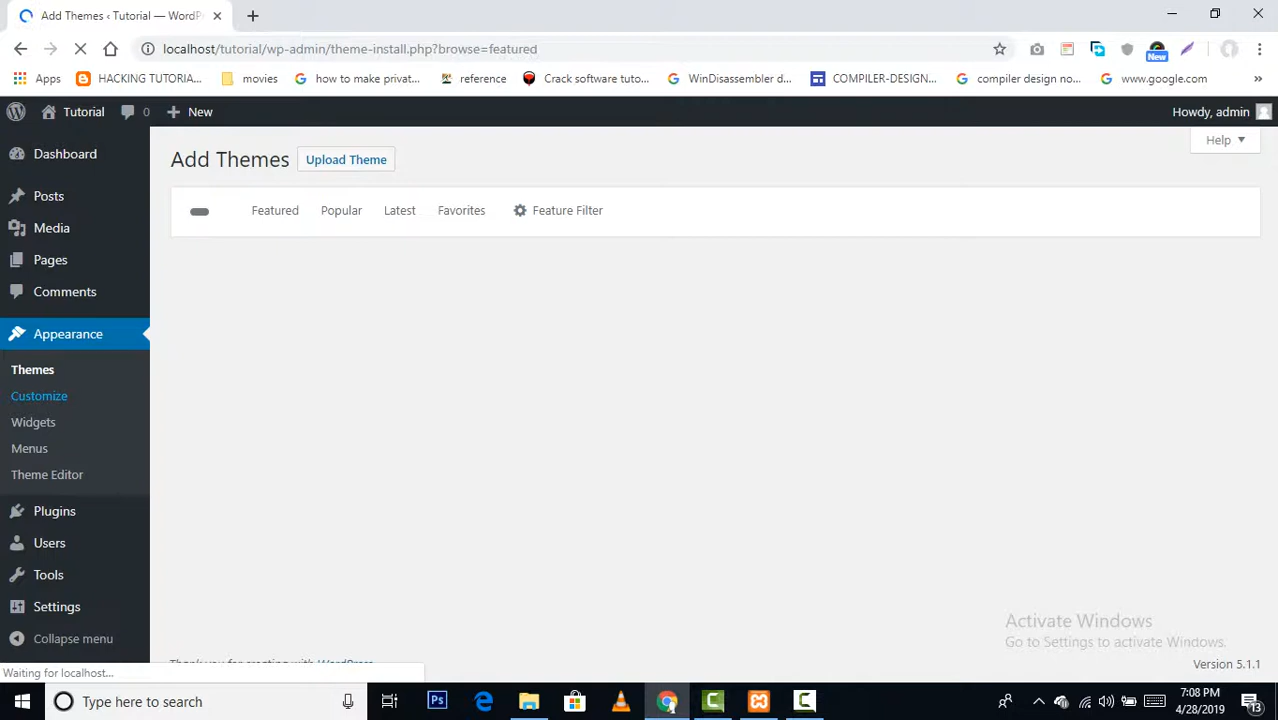 Add Themes ‹ Tutorial — WordP
localhost/tutorial/wp-admin/theme-install.php?browse=featured
New
Apps
HACKING TUTORIA...
movies
how to make privat...
reference
Crack software tuto...
WinDisassembler d...
COMPILER-DESIGN...
compiler design no...
www.google.com
»
Tutorial
0
New
Howdy, admin
Dashboard
Add Themes
Upload Theme
Help
Posts
Featured
Popular
Latest
Favorites
Feature Filter
Media
Pages
Comments
Appearance
Themes
Customize
Widgets
Menus
Theme Editor
Plugins
Users
Tools
Settings
Collapse menu
Activate Windows
Go to Settings to activate Windows.
Thank you for creating with WordPress
Version 5.1.1
Waiting for localhost...
Type here to search
Ps
7:08 PM
4/28/2019
13